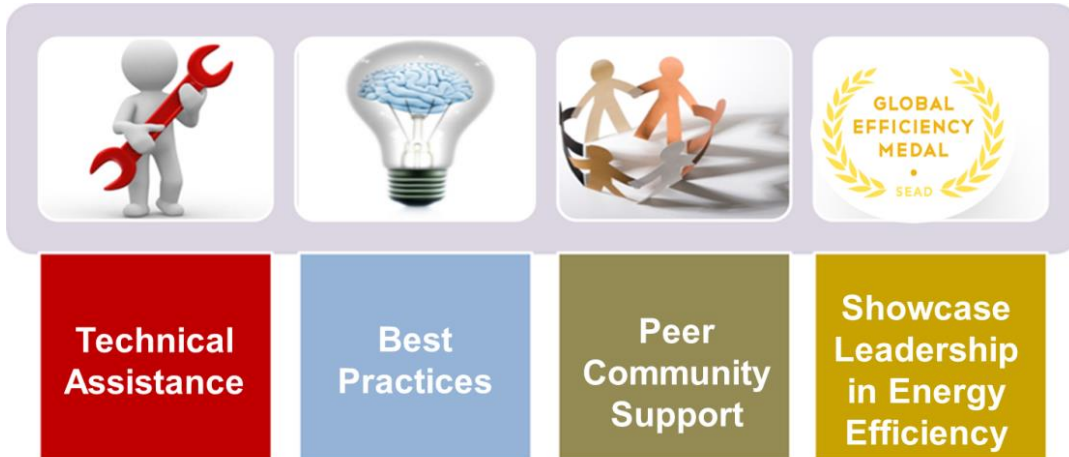 GLOBAL
EFFICIENCY
MEDAL
SEAD
Technical
Assistance
Best
Practices
Peer
Community
Support
Showcase
Leadership
in Energy
Efficiency